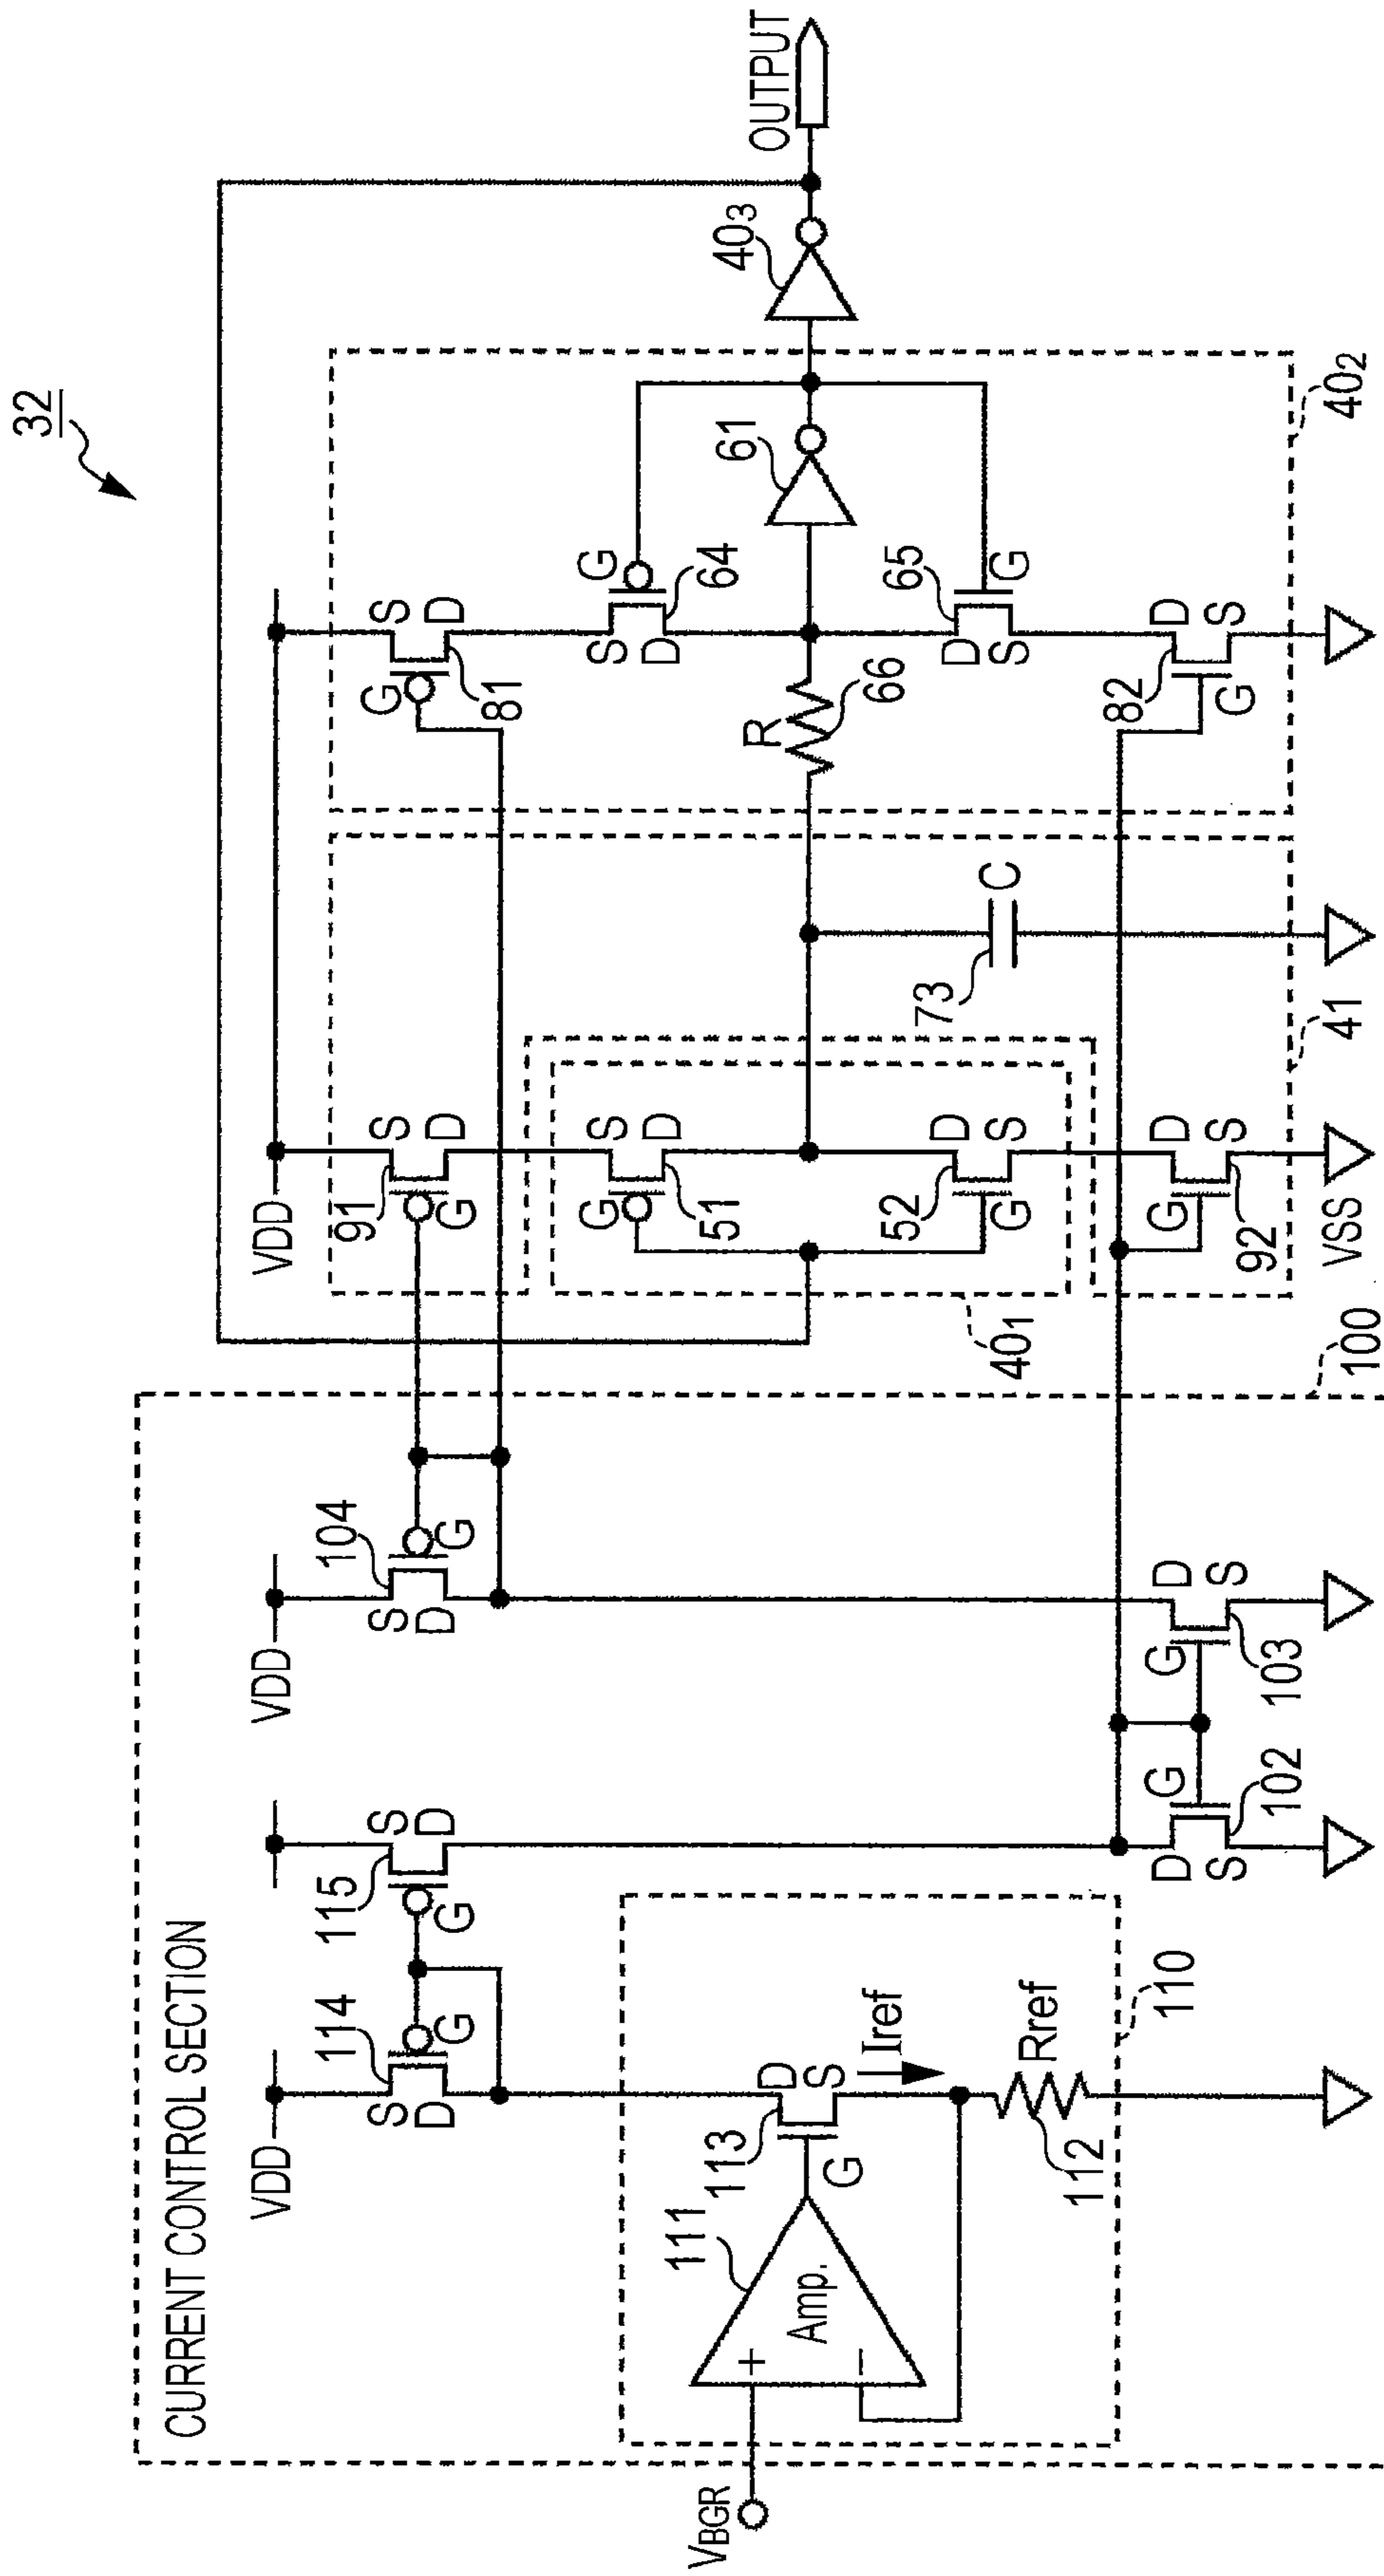 32
CURRENT CONTROL SECTION
VDD
VDD
VDD
114
S
D
G
115
S
D
G
104
S
D
G
91
S
D
G
G
S
D
81
VBGR
111
Amp.
+
−
113
D
S
G
Iref
Rref
112
110
D
S
G
102
G
D
S
103
100
G
S
D
51
52
D
S
G
401
G
D
S
92
VSS
41
73
C
R
66
S
D
G
64
61
65
D
S
G
82
D
S
G
402
403
OUTPUT